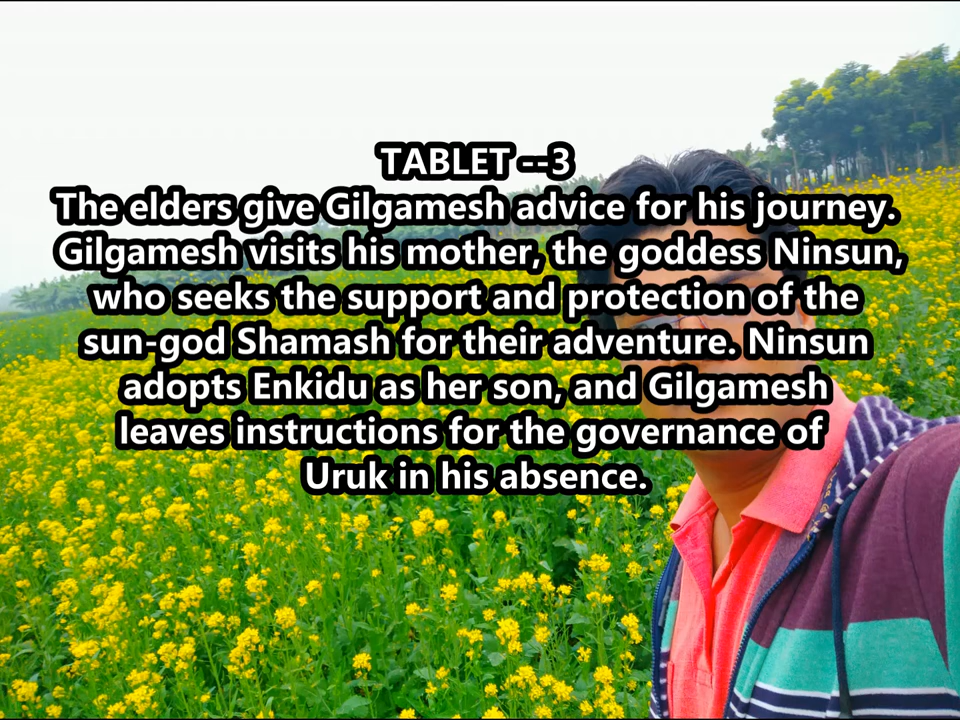 TABLET --3
The elders give Gilgamesh advice for his journey.
Gilgamesh visits his mother, the goddess Ninsun,
who seeks the support and protection of the
sun-god Shamash for their adventure. Ninsun
adopts Enkidu as her son, and Gilgamesh
leaves instructions for the governance of
Uruk in his absence.